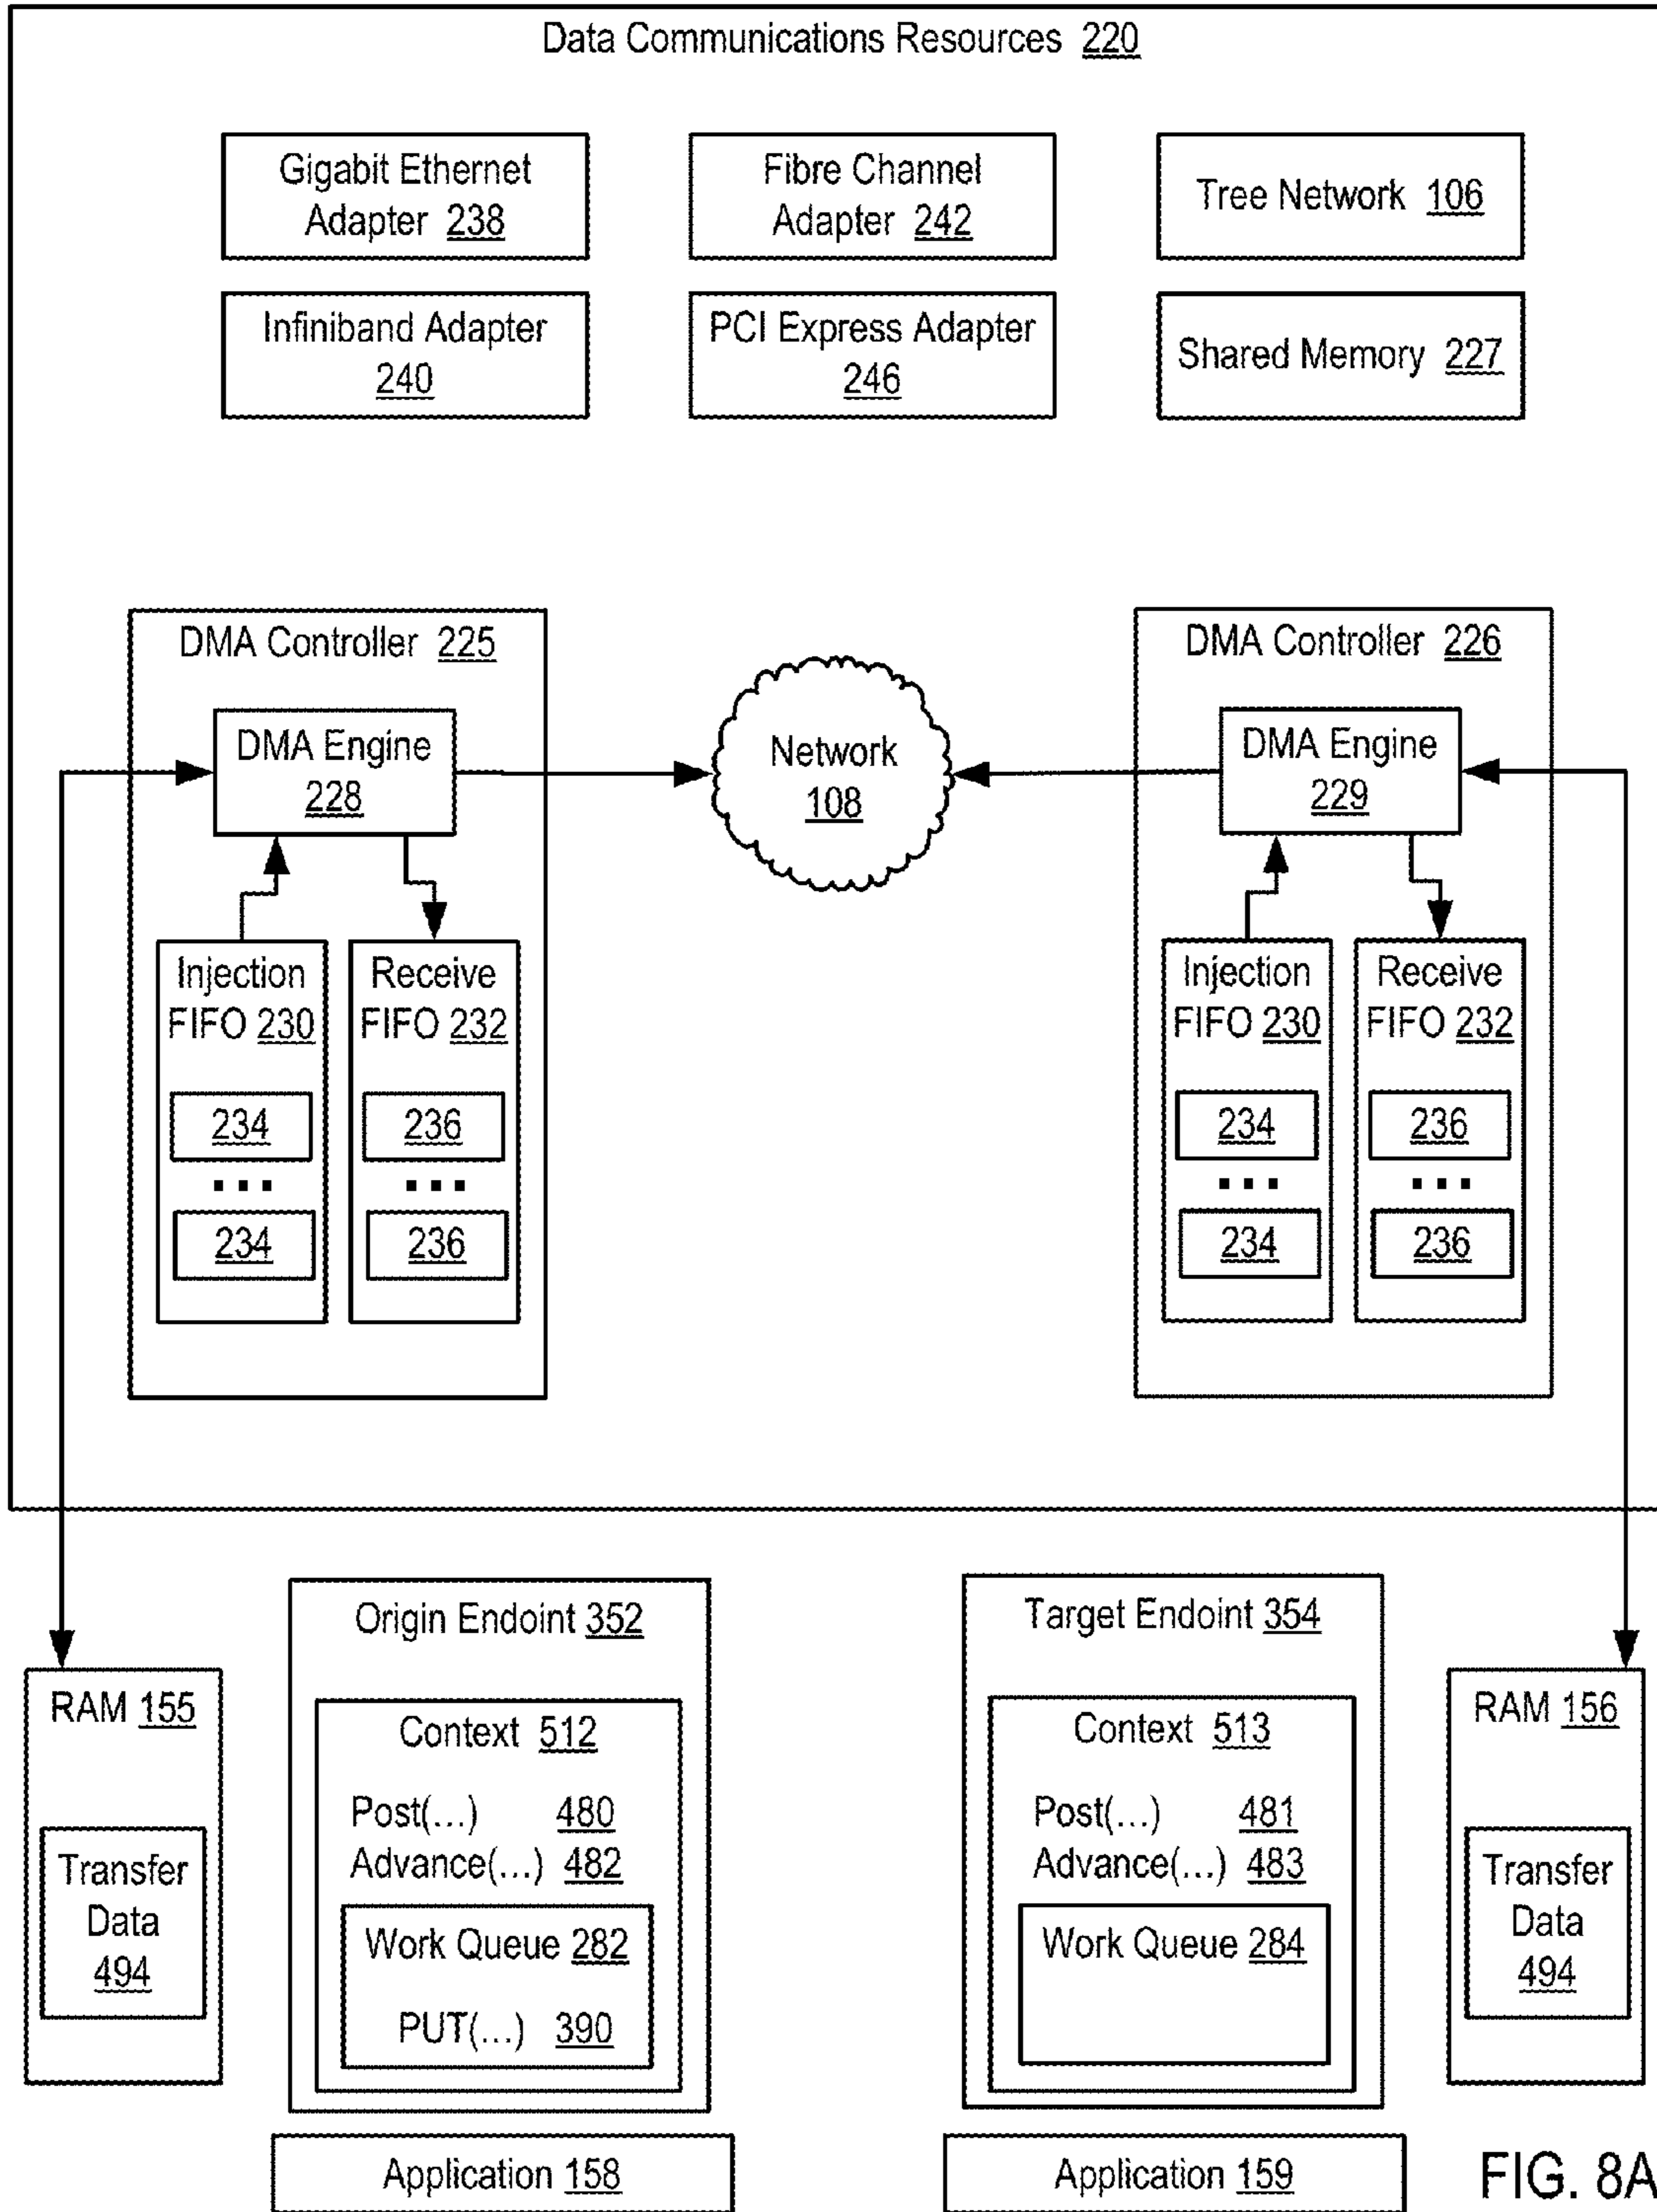 Data Communications Resources 220
Gigabit Ethernet
Adapter 238
Fibre Channel
Adapter 242
Tree Network 106
Infiniband Adapter
240
PCI Express Adapter
246
Shared Memory 227
DMA Controller 225
DMA Engine
228
Injection
FIFO 230
234
...
234
Receive
FIFO 232
236
...
236
Network
108
DMA Controller 226
DMA Engine
229
Injection
FIFO 230
234
...
234
Receive
FIFO 232
236
...
236
RAM 155
Transfer
Data
494
Origin Endoint 352
Context 512
Post(...) 480
Advance(...) 482
Work Queue 282
PUT(...) 390
Target Endoint 354
Context 513
Post(...) 481
Advance(...) 483
Work Queue 284
RAM 156
Transfer
Data
494
Application 158
Application 159
FIG. 8A